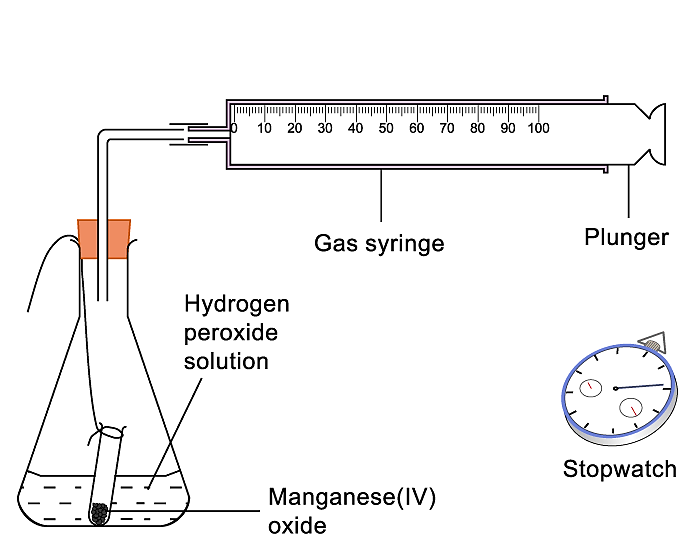 0 10 20 30 40 50 60 70 80 90 100
Gas syringe
Plunger
Hydrogen
peroxide
solution
Stopwatch
Manganese(IV)
oxide